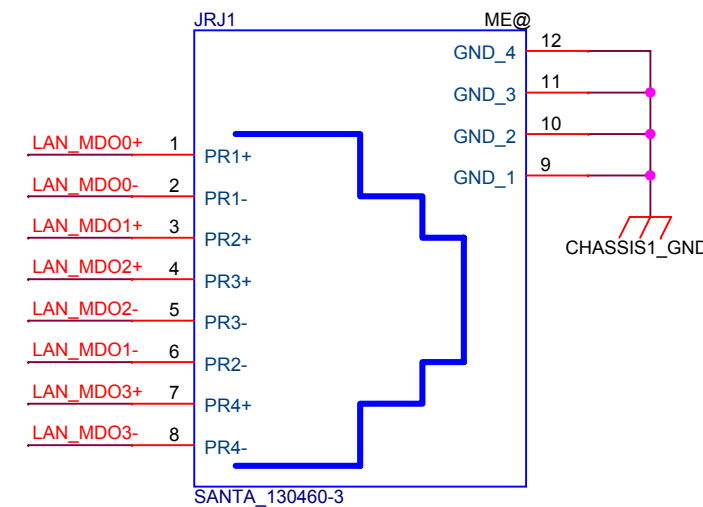 JRJ1 ME@
GND_4 12
GND_3 11
GND_2 10
GND_1 9
CHASSIS1_GND
LAN_MDO0+ 1 PR1+
LAN_MDO0- 2 PR1-
LAN_MDO1+ 3 PR2+
LAN_MDO2+ 4 PR3+
LAN_MDO2- 5 PR3-
LAN_MDO1- 6 PR2-
LAN_MDO3+ 7 PR4+
LAN_MDO3- 8 PR4-
SANTA_130460-3